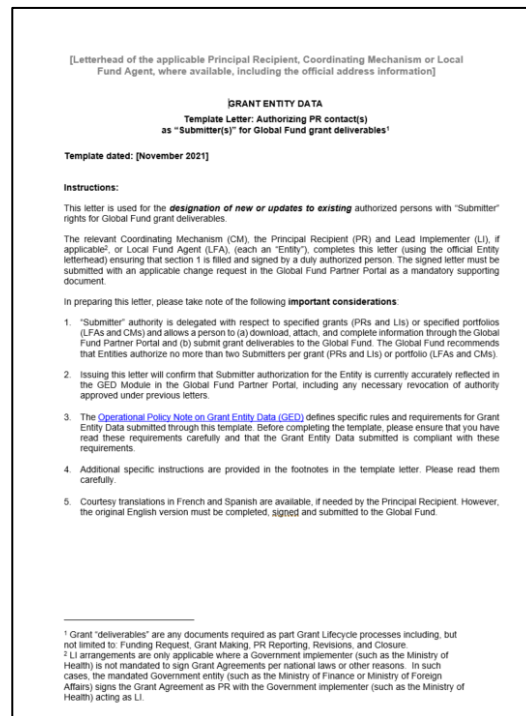 [Letterhead of the applicable Principal Recipient, Coordinating Mechanism or Local
Fund Agent, where available, including the official address information]
GRANT ENTITY DATA
Template Letter: Authorizing PR contact(s)
as "Submitter(s)" for Global Fund grant deliverables¹
Template dated: [November 2021]
Instructions:
This letter is used for the designation of new or updates to existing authorized persons with "Submitter"
rights for Global Fund grant deliverables.
The relevant Coordinating Mechanism (CM), the Principal Recipient (PR) and Lead Implementer (LI), if
applicable², or Local Fund Agent (LFA), (each an "Entity"), completes this letter (using the official Entity
letterhead) ensuring that section 1 is filled and signed by a duly authorized person. The signed letter must be
submitted with an applicable change request in the Global Fund Partner Portal as a mandatory supporting
document.
In preparing this letter, please take note of the following important considerations:
1. "Submitter" authority is delegated with respect to specified grants (PRs and LIs) or specified portfolios
(LFAs and CMs) and allows a person to (a) download, attach, and complete information through the Global
Fund Partner Portal and (b) submit grant deliverables to the Global Fund. The Global Fund recommends
that Entities authorize no more than two Submitters per grant (PRs and LIs) or portfolio (LFAs and CMs).
2. Issuing this letter will confirm that Submitter authorization for the Entity is currently accurately reflected in
the GED Module in the Global Fund Partner Portal, including any necessary revocation of authority
approved under previous letters.
3. The Operational Policy Note on Grant Entity Data (GED) defines specific rules and requirements for Grant
Entity Data submitted through this template. Before completing the template, please ensure that you have
read these requirements carefully and that the Grant Entity Data submitted is compliant with these
requirements.
4. Additional specific instructions are provided in the footnotes in the template letter. Please read them
carefully.
5. Courtesy translations in French and Spanish are available, if needed by the Principal Recipient. However,
the original English version must be completed, signed and submitted to the Global Fund.
¹ Grant "deliverables" are any documents required as part Grant Lifecycle processes including, but
not limited to: Funding Request, Grant Making, PR Reporting, Revisions, and Closure.
² LI arrangements are only applicable where a Government implementer (such as the Ministry of
Health) is not mandated to sign Grant Agreements per national laws or other reasons. In such
cases, the mandated Government entity (such as the Ministry of Finance or Ministry of Foreign
Affairs) signs the Grant Agreement as PR with the Government implementer (such as the Ministry of
Health) acting as LI.